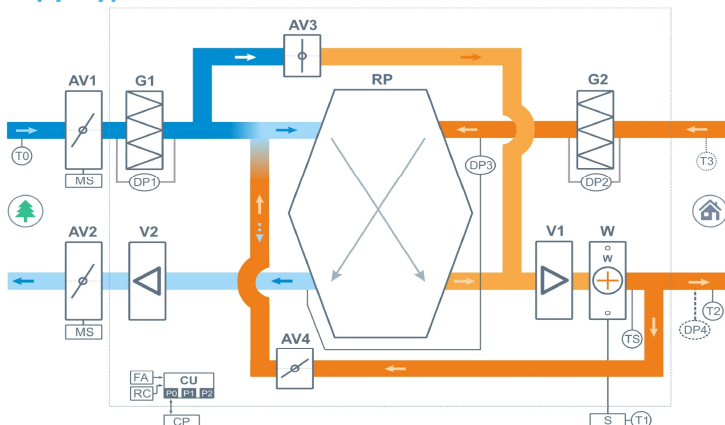 AV3
AV1 G1 RP G2
T0 MS DP1 DP3 DP2 T3
AV2 V2 V1 W
w
MS TS DP4 T2
AV4
FA CU
RC P0 P1 P2
CP S T1